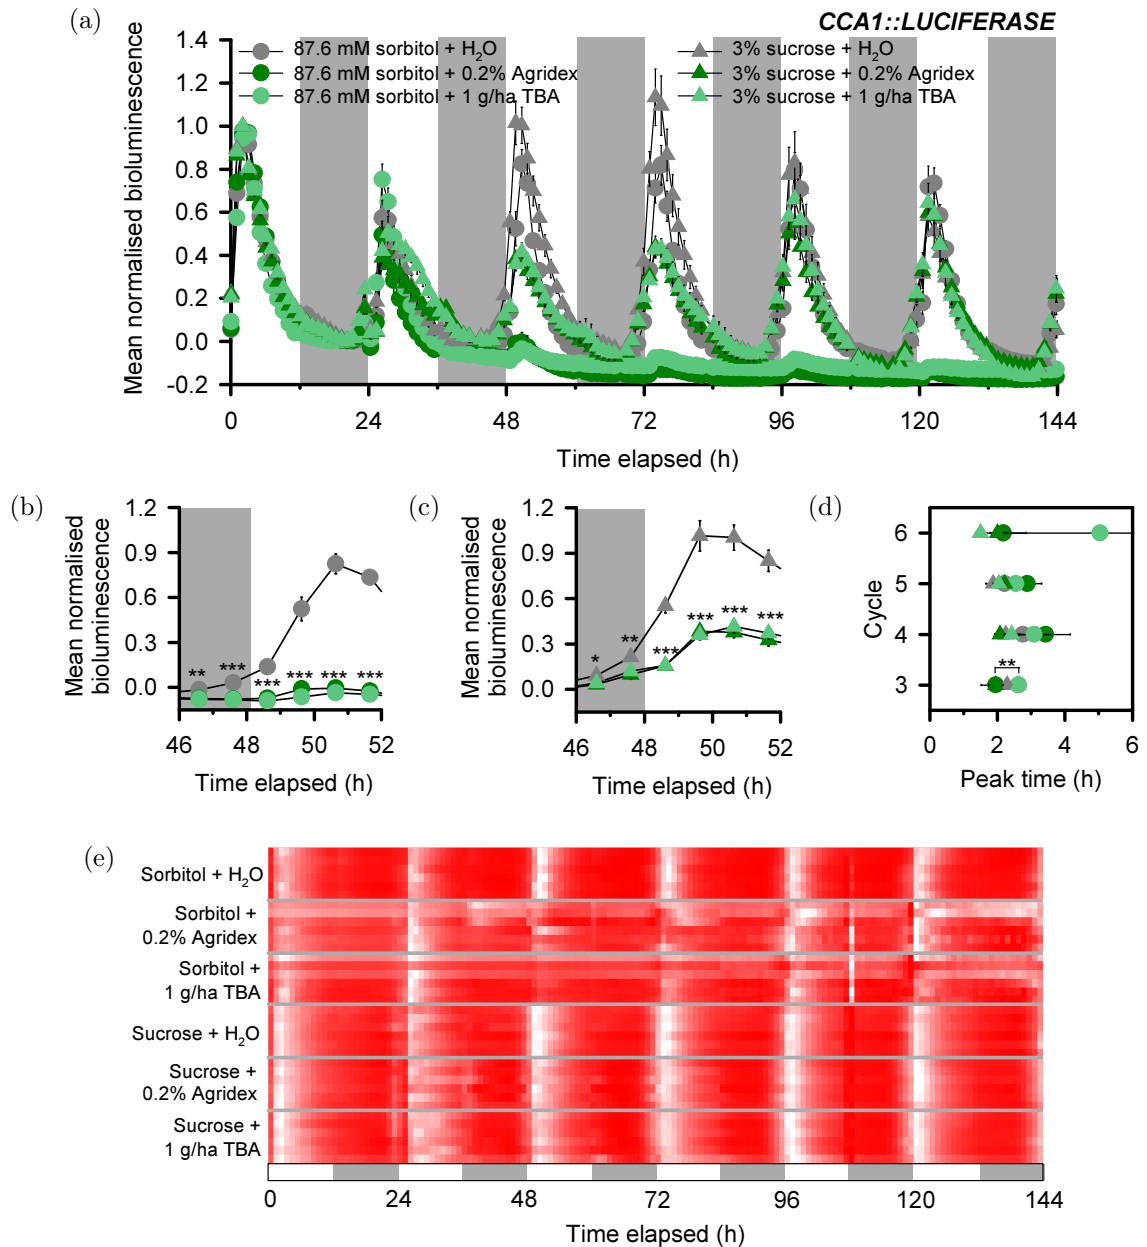 (a)
CCA1::LUCIFERASE
Mean normalised bioluminescence
1.4
1.2
1.0
0.8
0.6
0.4
0.2
0.0
-0.2
87.6 mM sorbitol + H2O
87.6 mM sorbitol + 0.2% Agridex
87.6 mM sorbitol + 1 g/ha TBA
3% sucrose + H2O
3% sucrose + 0.2% Agridex
3% sucrose + 1 g/ha TBA
0 24 48 72 96 120 144
Time elapsed (h)
(b)
Mean normalised
bioluminescence
1.2
0.9
0.6
0.3
0.0
** *** *** *** *** ***
46 48 50 52
Time elapsed (h)
(c)
Mean normalised
bioluminescence
1.2
0.9
0.6
0.3
0.0
* ** *** *** *** ***
46 48 50 52
Time elapsed (h)
(d)
Cycle
6
5
4
3
**
0 2 4 6
Peak time (h)
(e)
Sorbitol + H2O
Sorbitol +
0.2% Agridex
Sorbitol +
1 g/ha TBA
Sucrose + H2O
Sucrose +
0.2% Agridex
Sucrose +
1 g/ha TBA
0 24 48 72 96 120 144
Time elapsed (h)